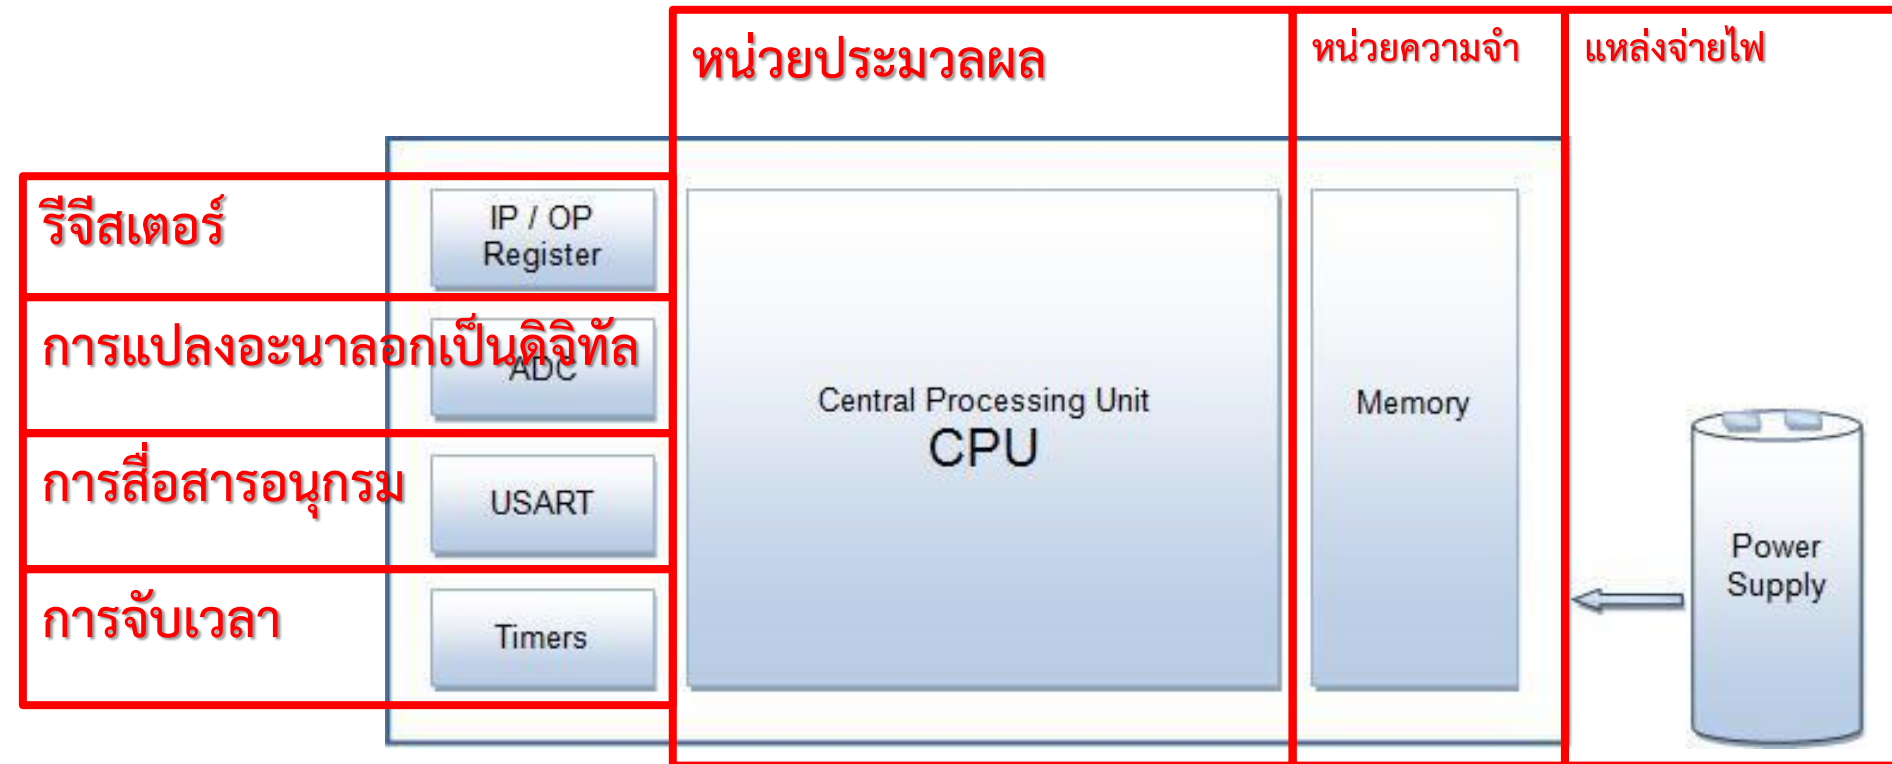 หน่วยประมวลผล
หน่วยความจำ
แหล่งจ่ายไฟ
รีจีสเตอร์
IP / OP
Register
การแปลงอะนาลอกเป็นดิจิทัล
ADC
การสื่อสารอนุกรม
USART
การจับเวลา
Timers
Central Processing Unit
CPU
Memory
Power
Supply